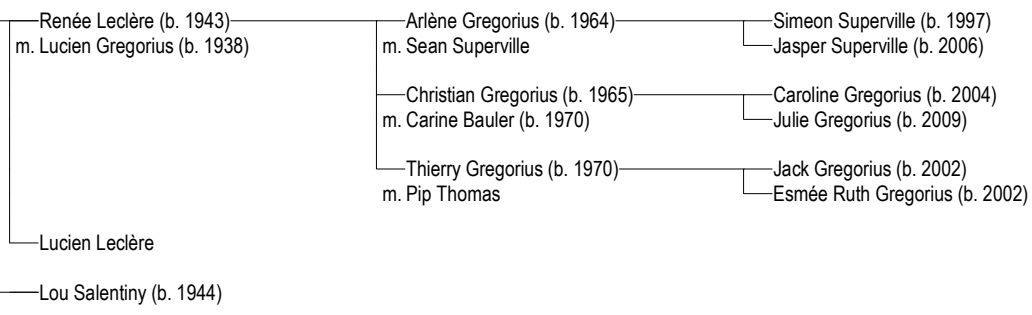 Renée Leclère (b. 1943) Arlène Gregorius (b. 1964) Simeon Superville (b. 1997)
m. Lucien Gregorius (b. 1938) m. Sean Superville Jasper Superville (b. 2006)
Christian Gregorius (b. 1965) Caroline Gregorius (b. 2004)
m. Carine Bauler (b. 1970) Julie Gregorius (b. 2009)
Thierry Gregorius (b. 1970) Jack Gregorius (b. 2002)
m. Pip Thomas Esmée Ruth Gregorius (b. 2002)
Lucien Leclère
Lou Salentiny (b. 1944)